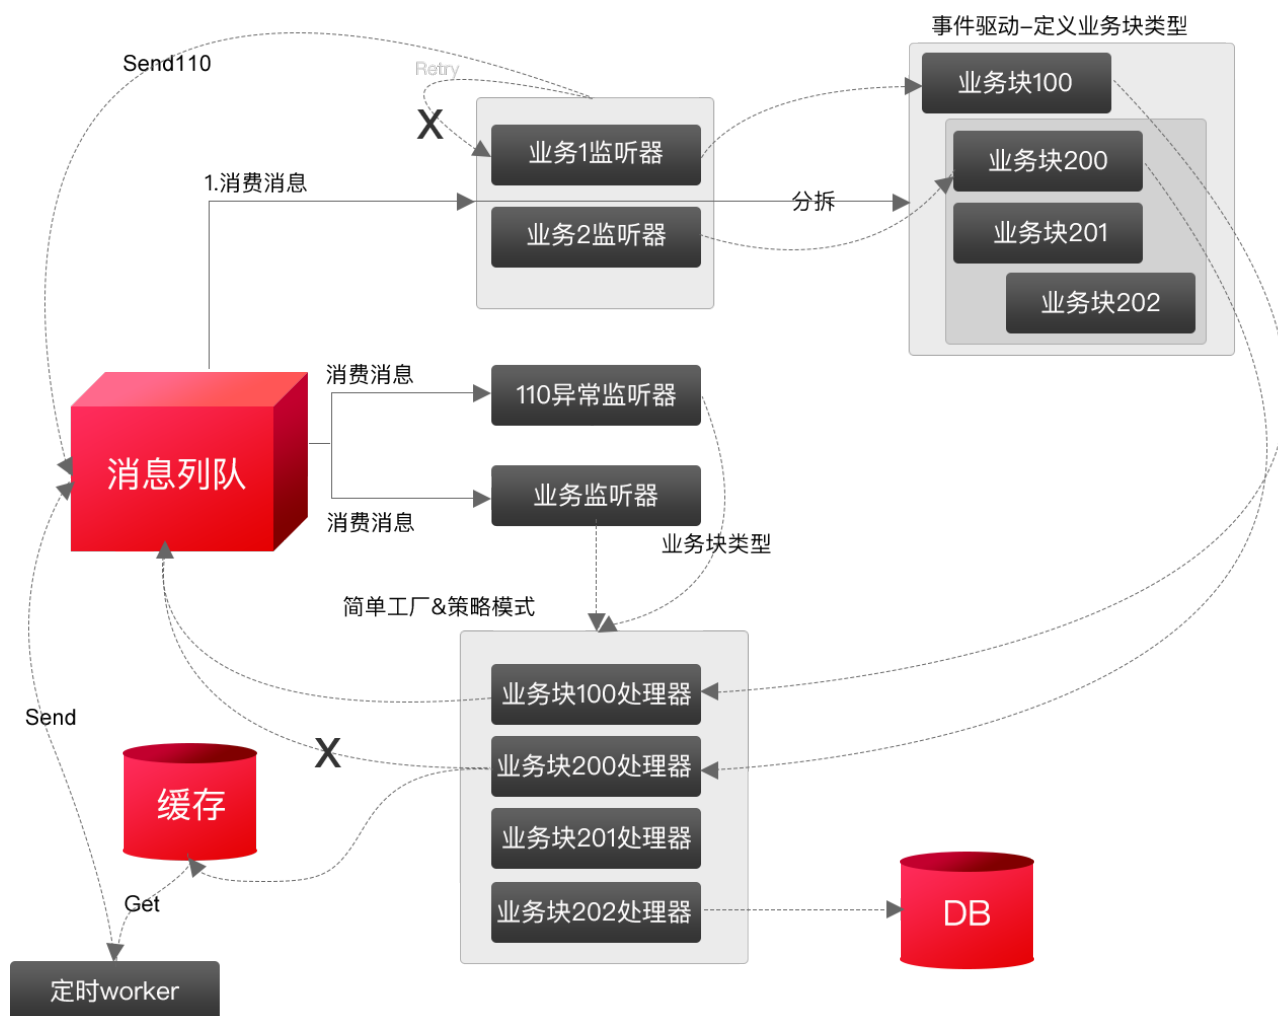 事件驱动-定义业务块类型
Send110
Retry
业务块100
X
业务1监听器
业务块200
1.消费消息
分拆
业务2监听器
业务块201
业务块202
消费消息
110异常监听器
消息列队
业务监听器
消费消息
业务块类型
简单工厂&策略模式
业务块100处理器
Send
X
业务块200处理器
缓存
业务块201处理器
Get
业务块202处理器
DB
定时worker